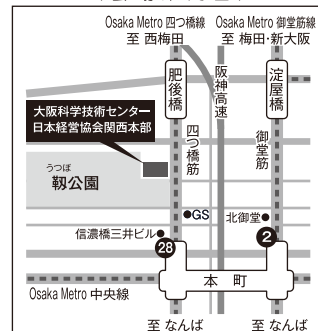 Osaka Metro 四つ橋線
至 西梅田
Osaka Metro 御堂筋線
至 梅田・新大阪
肥後橋
阪神高速
淀屋橋
大阪科学技術センター
日本経営協会関西本部
四つ橋筋
御堂筋
うつぼ
靱公園
GS
北御堂
信濃橋三井ビル
28
2
本町
Osaka Metro 中央線
至 なんば
至 なんば